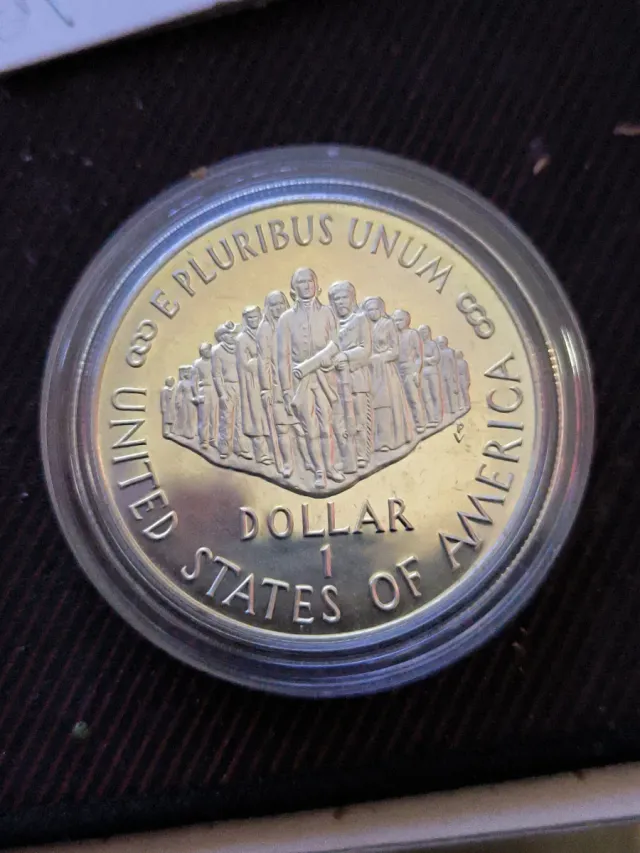 E PLURIBUS UNUM
DOLLAR
1
UNITED STATES OF AMERICA